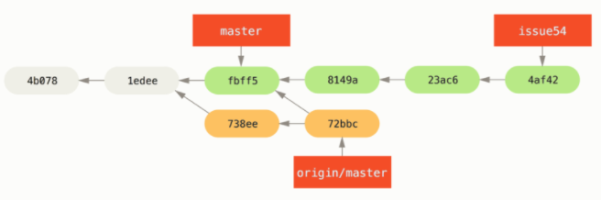 master
issue54
4b078
1edee
fbff5
8149a
23ac6
4af42
738ee
72bbc
origin/master